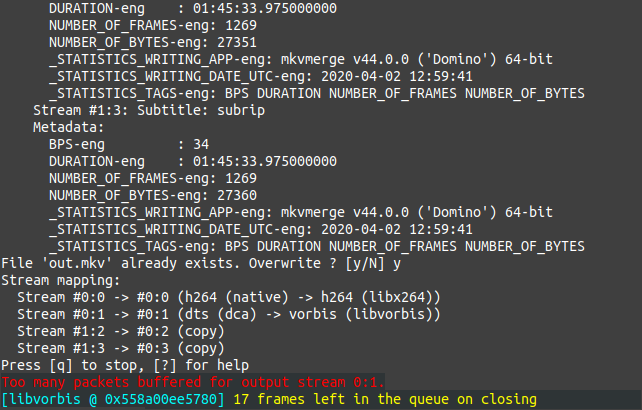 DURATION-eng    : 01:45:33.975000000
NUMBER_OF_FRAMES-eng: 1269
NUMBER_OF_BYTES-eng: 27351
_STATISTICS_WRITING_APP-eng: mkvmerge v44.0.0 ('Domino') 64-bit
_STATISTICS_WRITING_DATE_UTC-eng: 2020-04-02 12:59:41
_STATISTICS_TAGS-eng: BPS DURATION NUMBER_OF_FRAMES NUMBER_OF_BYTES
Stream #1:3: Subtitle: subrip
Metadata:
BPS-eng         : 34
DURATION-eng    : 01:45:33.975000000
NUMBER_OF_FRAMES-eng: 1269
NUMBER_OF_BYTES-eng: 27360
_STATISTICS_WRITING_APP-eng: mkvmerge v44.0.0 ('Domino') 64-bit
_STATISTICS_WRITING_DATE_UTC-eng: 2020-04-02 12:59:41
_STATISTICS_TAGS-eng: BPS DURATION NUMBER_OF_FRAMES NUMBER_OF_BYTES
File 'out.mkv' already exists. Overwrite ? [y/N] y
Stream mapping:
Stream #0:0 -> #0:0 (h264 (native) -> h264 (libx264))
Stream #0:1 -> #0:1 (dts (dca) -> vorbis (libvorbis))
Stream #1:2 -> #0:2 (copy)
Stream #1:3 -> #0:3 (copy)
Press [q] to stop, [?] for help
Too many packets buffered for output stream 0:1.
[libvorbis @ 0x558a00ee5780] 17 frames left in the queue on closing